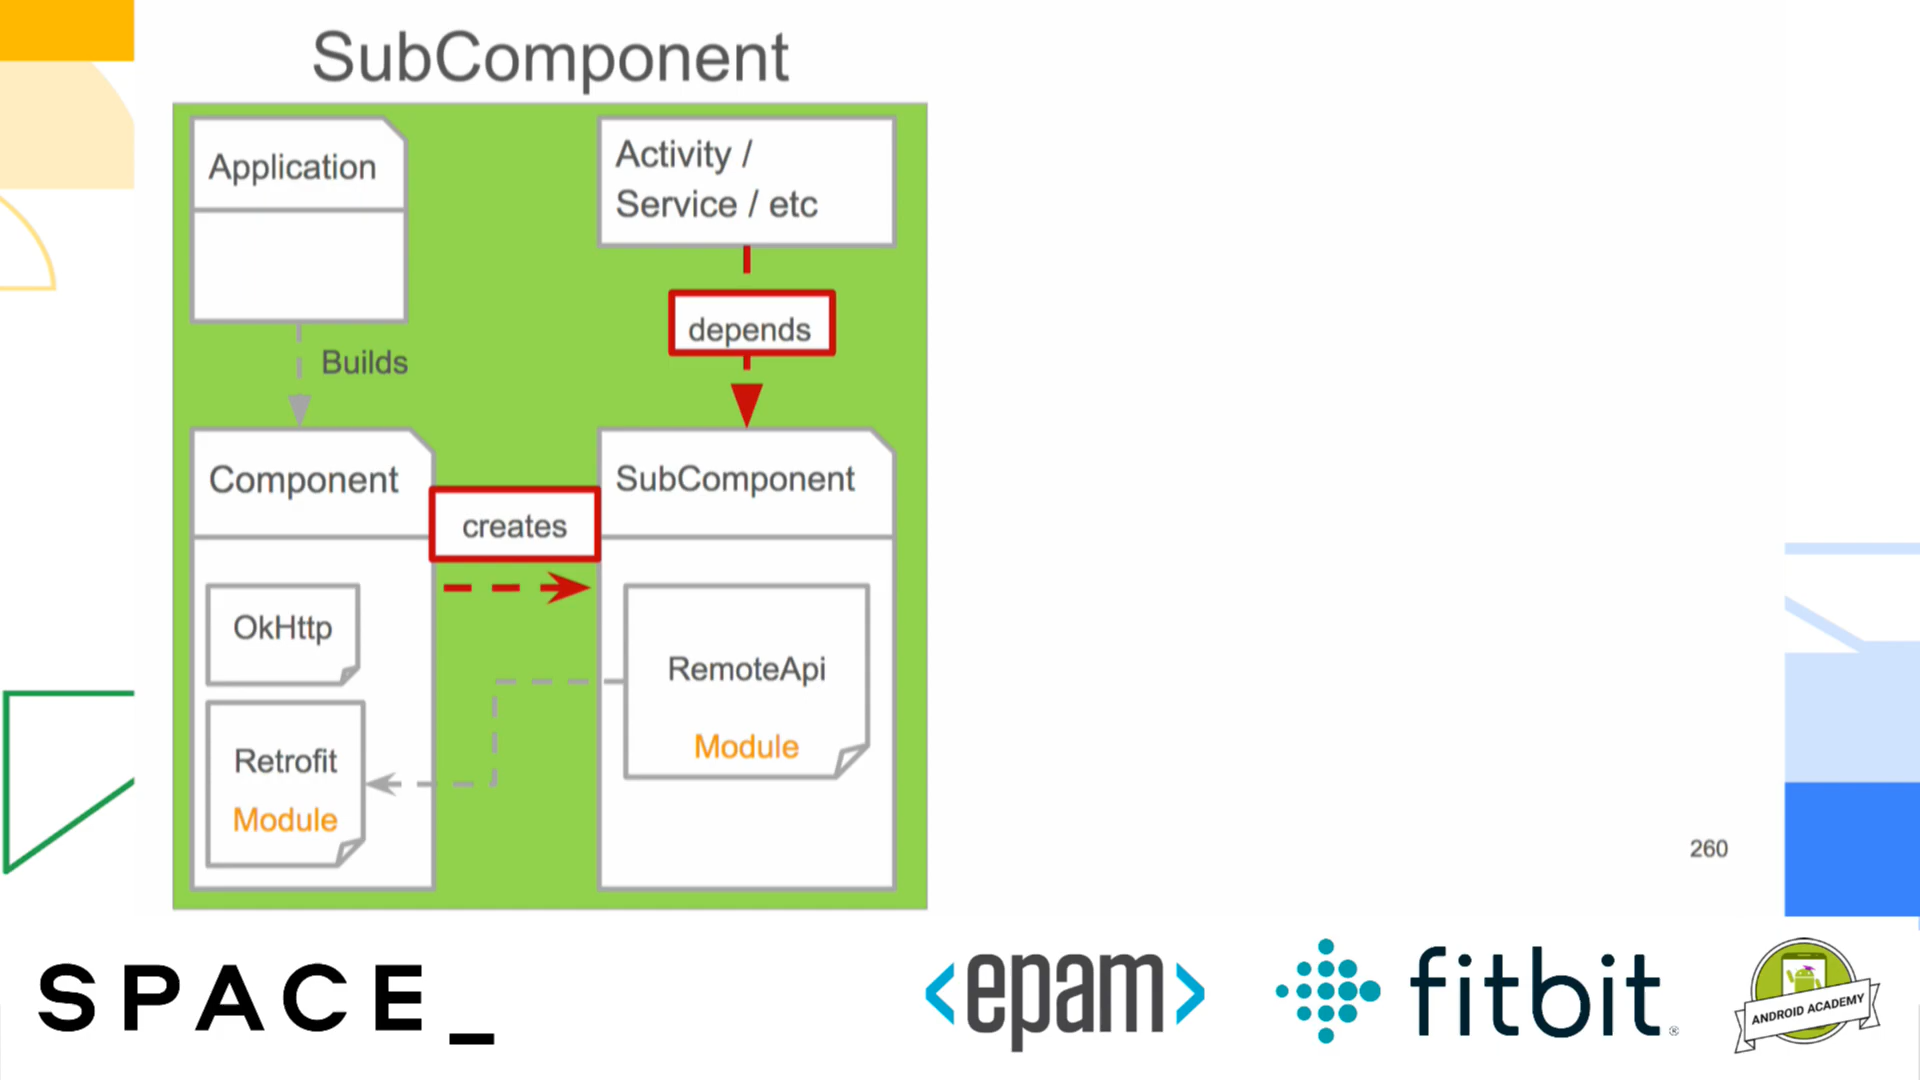 SubComponent
Application
Activity /
Service / etc
depends
Builds
Component
SubComponent
creates
OkHttp
RemoteApi
Module
Retrofit
Module
260
SPACE_
<epam>
fitbit®
ANDROID ACADEMY